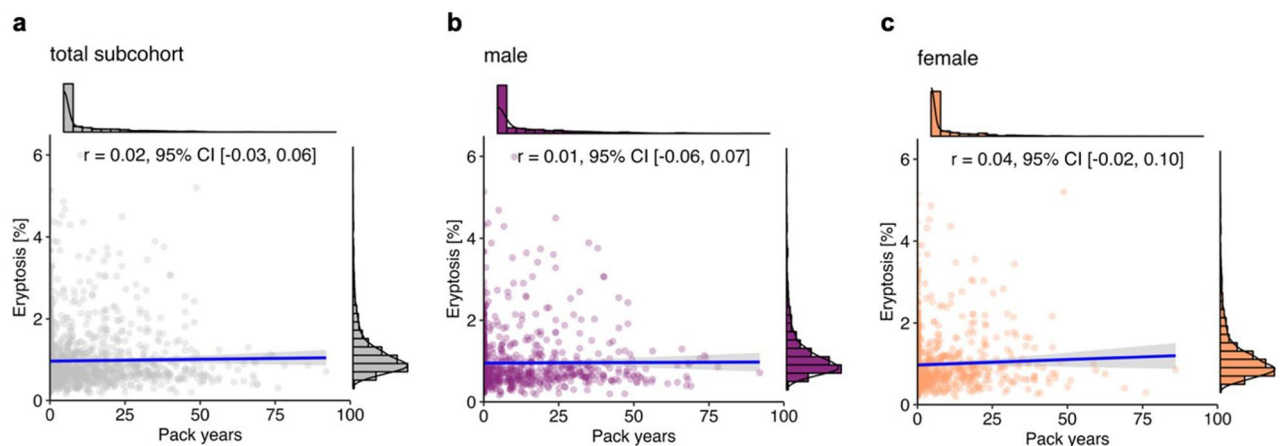 a
total subcohort
r = 0.02, 95% CI [-0.03, 0.06]
6
4
2
0
Eryptosis [%]
0 25 50 75 100
Pack years
b
male
r = 0.01, 95% CI [-0.06, 0.07]
6
4
2
0
Eryptosis [%]
0 25 50 75 100
Pack years
c
female
r = 0.04, 95% CI [-0.02, 0.10]
6
4
2
0
Eryptosis [%]
0 25 50 75 100
Pack years